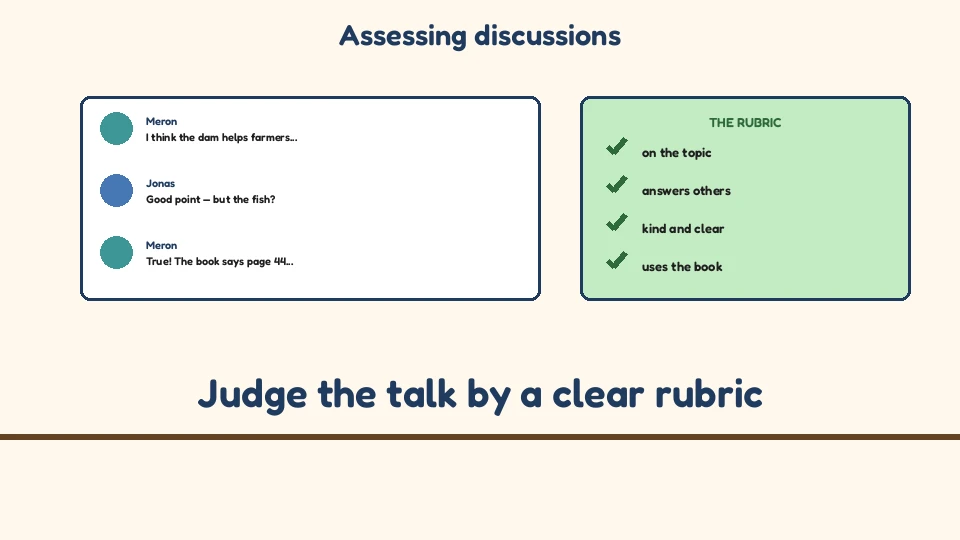 Assessing discussions
Meron
I think the dam helps farmers...
Jonas
Good point – but the fish?
Meron
True! The book says page 44...
THE RUBRIC
on the topic
answers others
kind and clear
uses the book
Judge the talk by a clear rubric